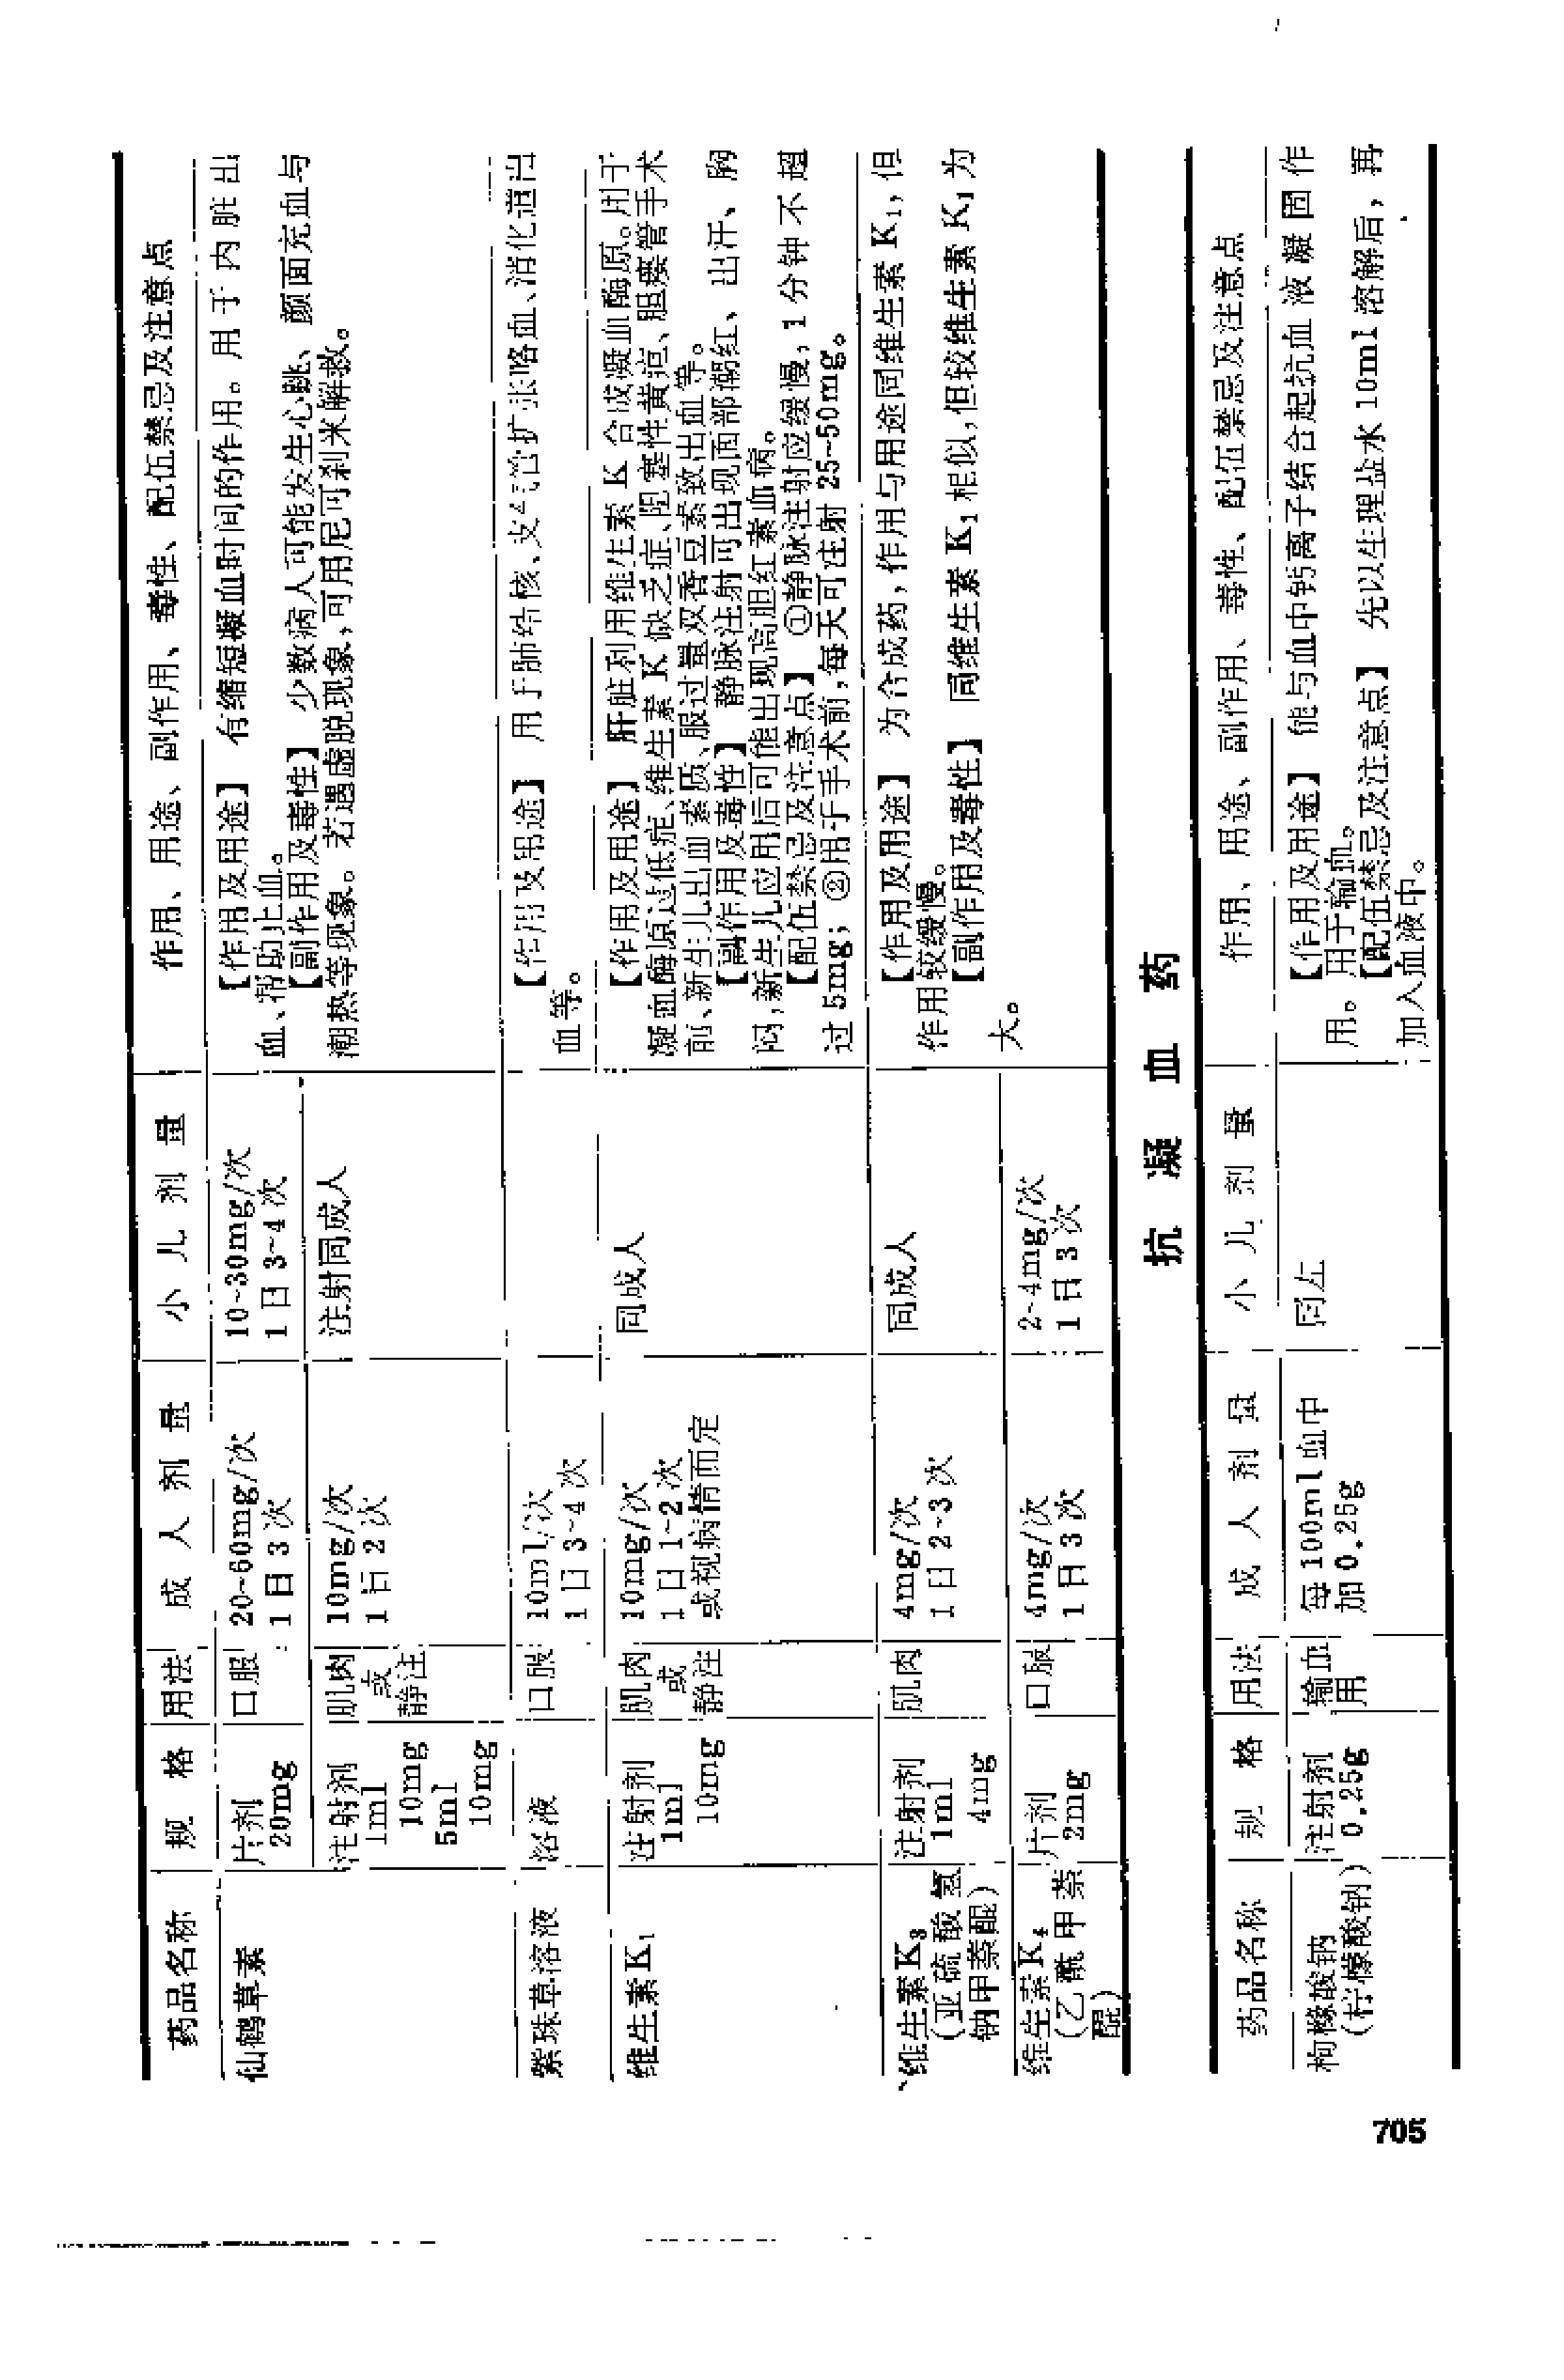 药品名称 规格 用法 成人剂量 小儿剂量 作用、用途、副作用、毒性、配伍禁忌及注意点
仙鹤草素
片剂
20mg
口服
20~60mg/次
1日3次
10~30mg/次
1日3~4次
注射剂
1ml
10mg
5ml
10mg
肌肉
或
静注
10mg/次
1日2次
注射同成人
【作用及用途】 有缩短凝血时间的作用。用于内脏出
血、帮助止血。
【副作用及毒性】 少数病人可能发生心跳、颜面充血与
潮热等现象。若遇虚脱现象,可用尼可刹米解救。
紫珠草溶液
溶液
口服
10ml/次
1日3~4次
【作用及用途】 用于肺结核、支气管扩张咯血、消化道出
血等。
维生素K₁
注射剂
1ml
10mg
肌肉
或
静注
10mg/次
1日1~2次
或视病情而定
同成人
【作用及用途】 肝脏利用维生素K合成凝血酶原。用于
凝血酶原过低症、维生素K缺乏症、阻塞性黄疸、胆瘘管手术
前、新生儿出血素质、服过量双香豆素致出血等。
【副作用及毒性】 静脉注射可出现面部潮红、出汗、胸
闷,新生儿应用后可能出现高胆红素血病。
【配伍禁忌及注意点】 ①静脉注射应缓慢,1分钟不超
过5mg;②用于手术前,每天可注射25~50mg。
维生素K₃
(亚硫酸氢
钠甲萘醌)
注射剂
1ml
4mg
肌肉
4mg/次
1日2~3次
同成人
【作用及用途】 为合成药,作用与用途同维生素K₁,但
作用较缓慢。
【副作用及毒性】 同维生素K₁相似,但较维生素K₁为
大。
维生素K₄
(乙酰甲萘
醌)
片剂
2mg
口服
4mg/次
1日3次
2~4mg/次
1日3次
抗凝血药
药品名称 规格 用法 成人剂量 小儿剂量 作用、用途、副作用、毒性、配伍禁忌及注意点
枸橼酸钠
(柠檬酸钠)
注射剂
0.25g
输血
用
每100ml血中
加0.25g
同左
【作用及用途】 能与血中钙离子结合起抗血液凝固作
用。用于输血。
【配伍禁忌及注意点】 先以生理盐水10ml溶解后,再
加入血液中。
705